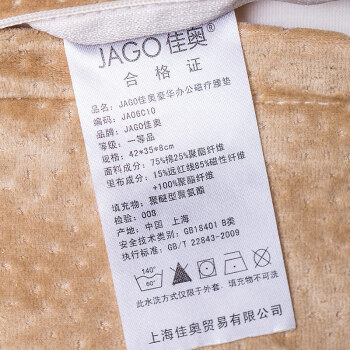 JAGO佳奥
合格证
品名：JAGO佳奥豪华办公磁疗腰垫
编码：JA06C10
品牌：JAGO佳奥
等级：一等品
规格：42*35*8cm
面料成分：75%棉25%聚酯纤维
里布成分：15%远红线85%磁性纤维
+100%聚酯纤维
填充物：聚醚型聚氨酯
检验：008
产地：中国 上海
安全技术类别：GB18401 B类
执行标准：GB/T 22843-2009
140°
60°
此水洗方式仅限于外套，填充物不可洗
上海佳奥贸易有限公司